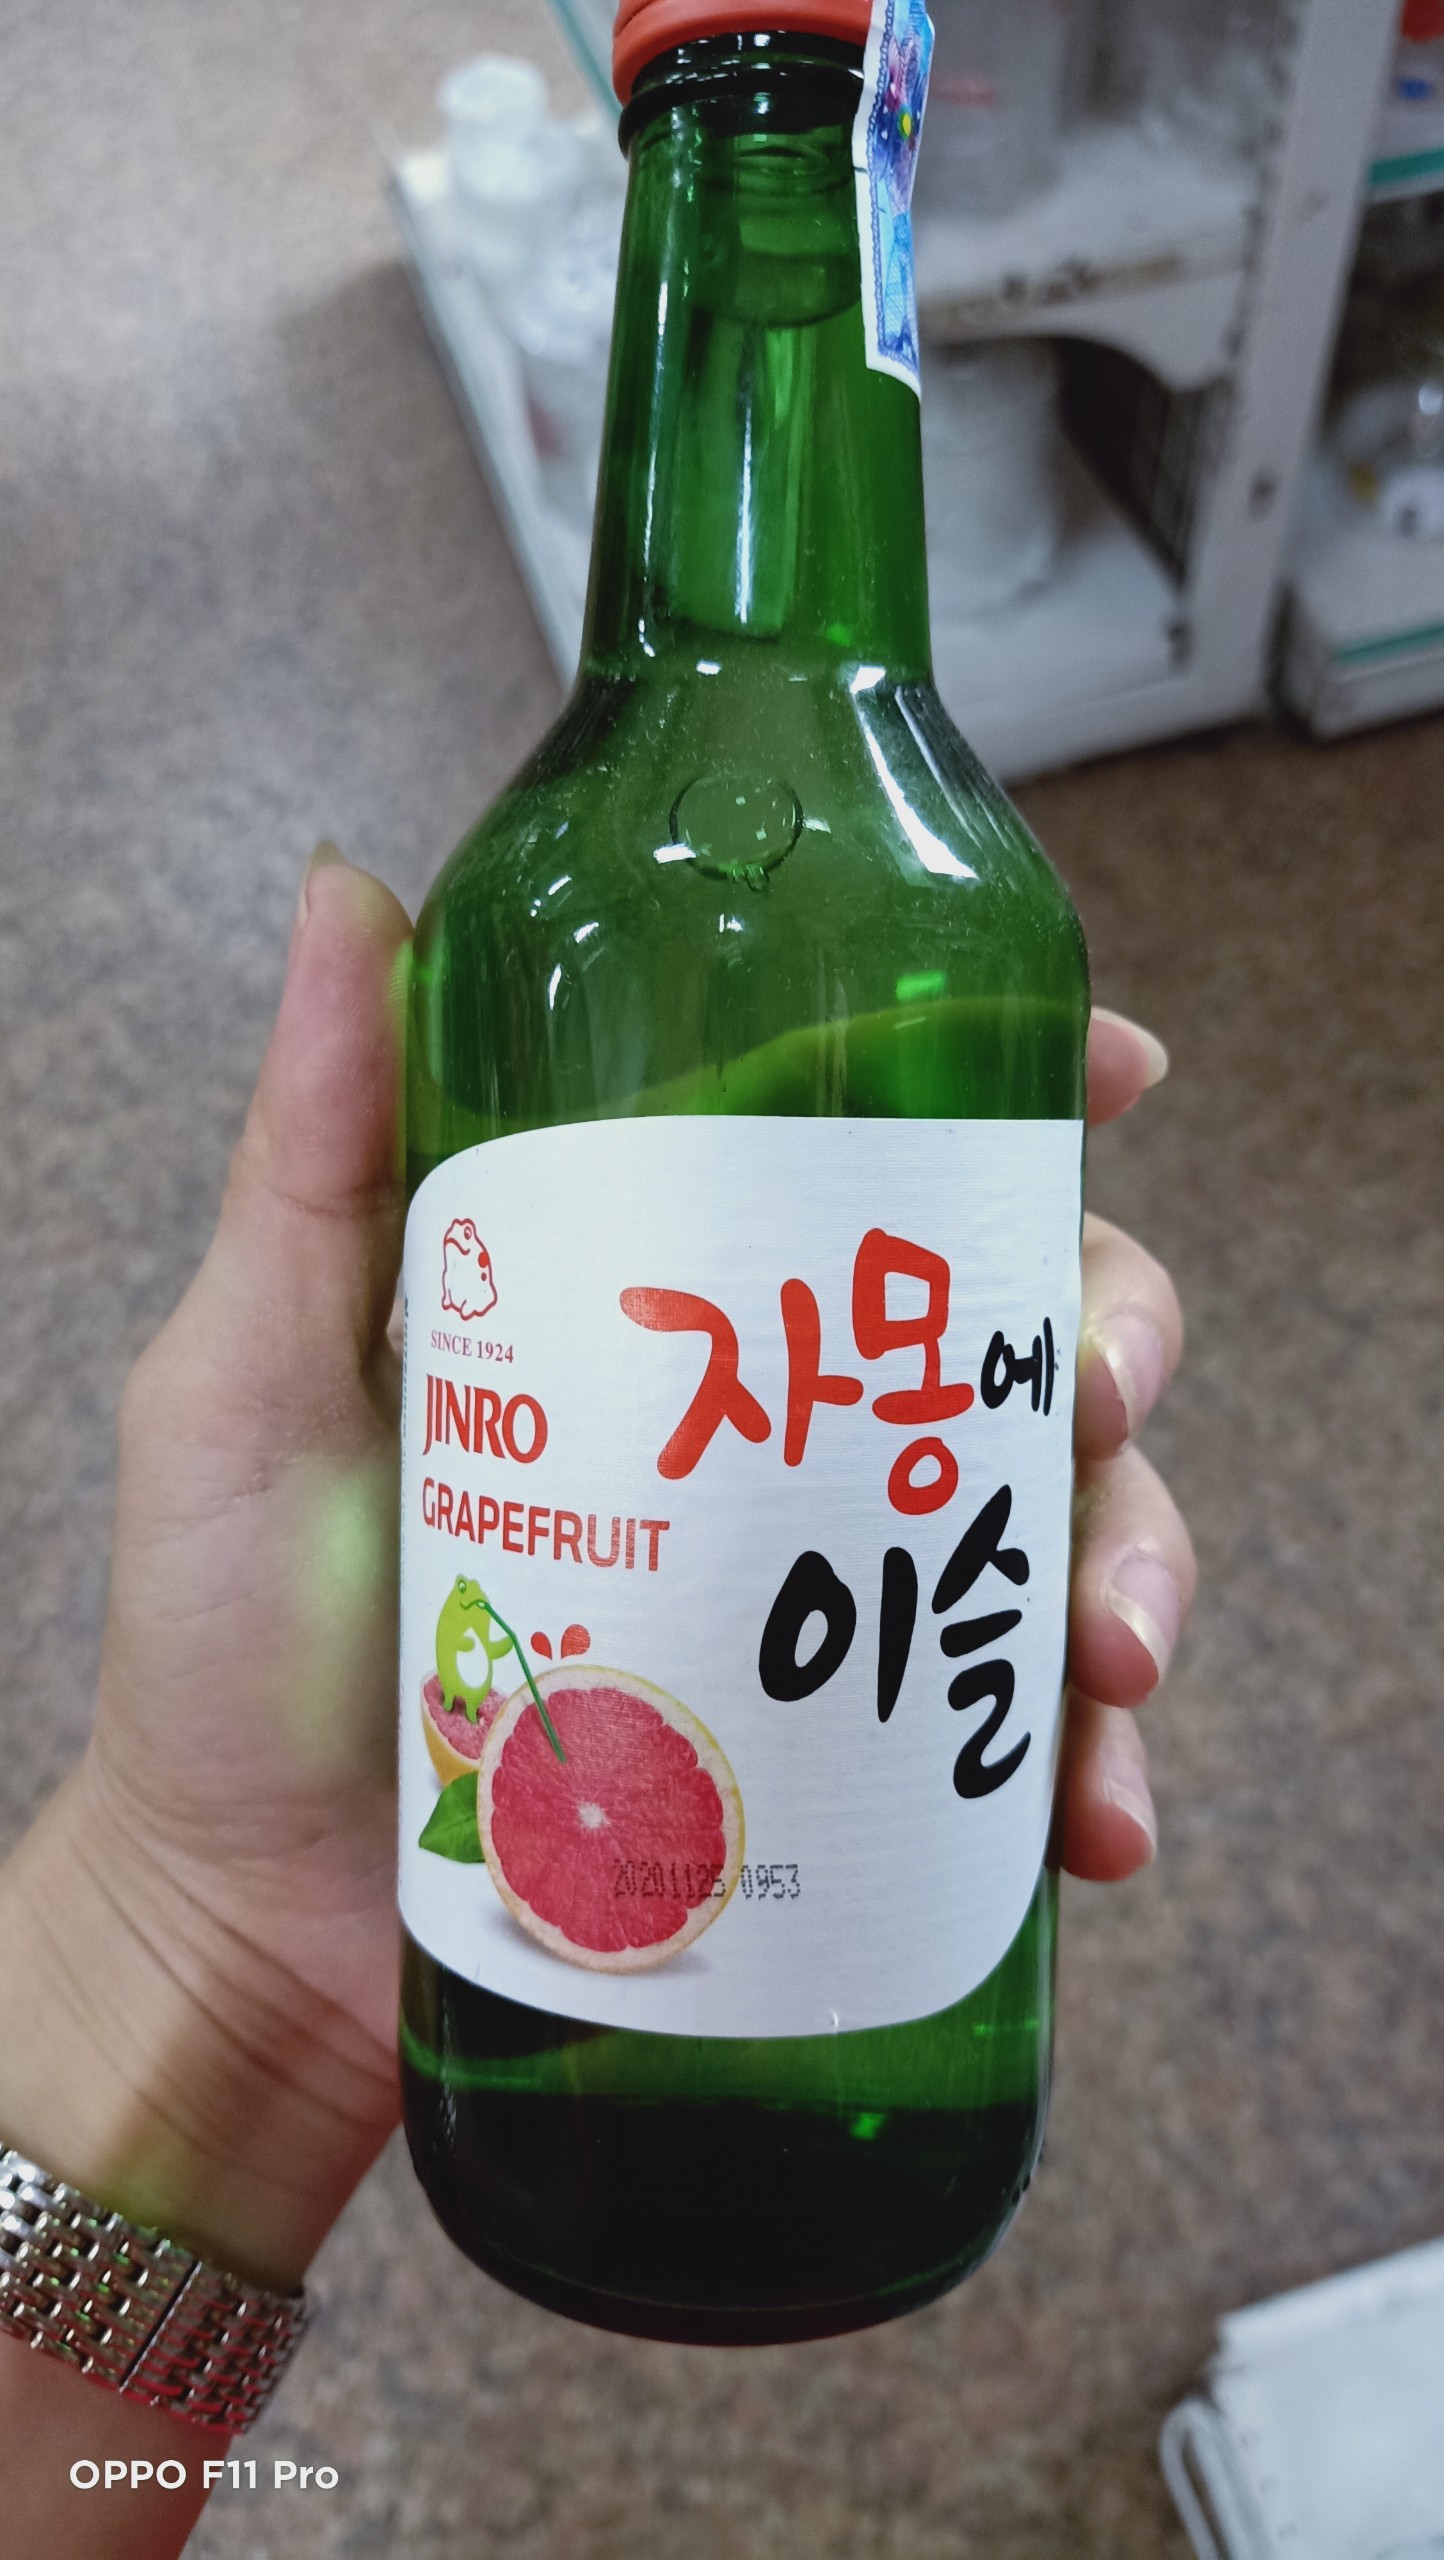 SINCE 1924
JINRO
GRAPEFRUIT
자몽에
이슬
20201125 0953
OPPO F11 Pro